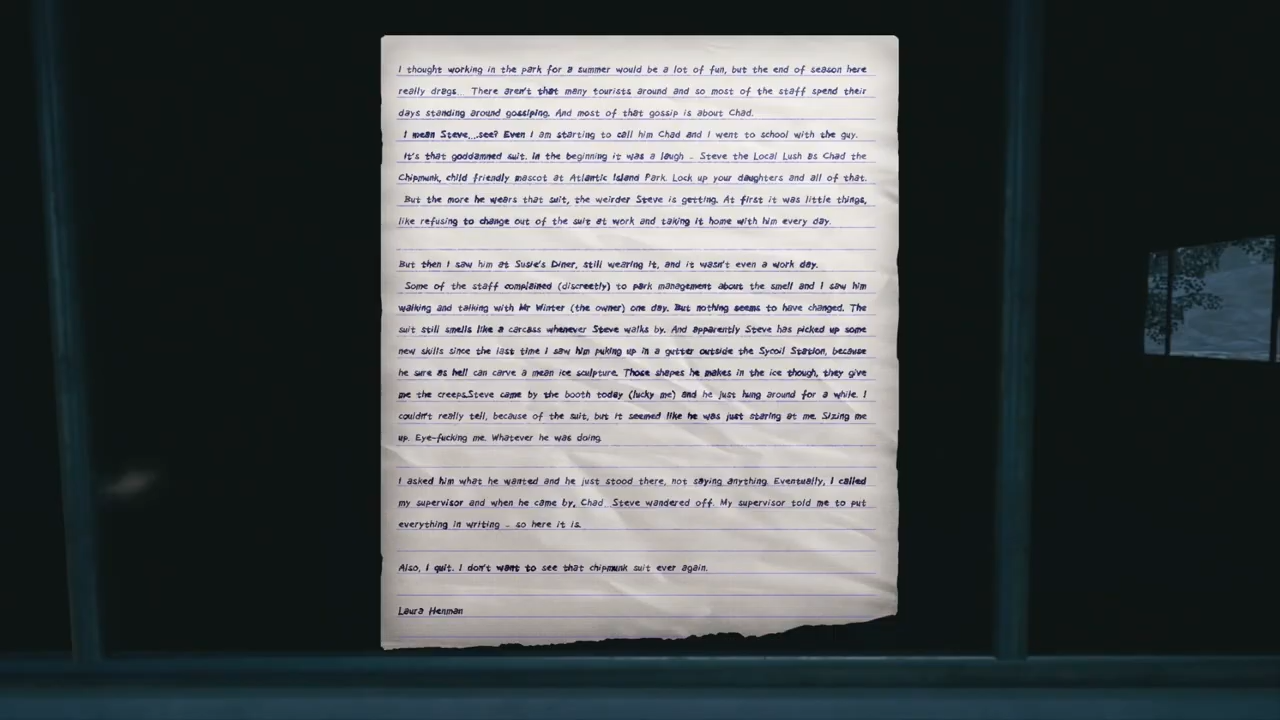 I thought working in the park for a summer would be a lot of fun, but the end of season here
really drags... There aren't that many tourists around and so most of the staff spend their
days standing around gossiping. And most of that gossip is about Chad.
I mean Steve,...see? Even I am starting to call him Chad and I went to school with the guy.
It's that goddamned suit. In the beginning it was a laugh - Steve the Local Lush as Chad the
Chipmunk, child friendly mascot at Atlantic Island Park. Lock up your daughters and all of that.
But the more he wears that suit, the weirder Steve is getting. At first it was little things,
like refusing to change out of the suit at work and taking it home with him every day.
But then I saw him at Susie's Diner, still wearing it, and it wasn't even a work day.
Some of the staff complained (discreetly) to park management about the smell and I saw him
walking and talking with Mr Winter (the owner) one day. But nothing seems to have changed. The
suit still smells like a carcass whenever Steve walks by. And apparently Steve has picked up some
new skills since the last time I saw him puking up in a gutter outside the Sycoil Station, because
he sure as hell can carve a mean ice sculpture. Those shapes he makes in the ice though, they give
me the creeps.Steve came by the booth today (lucky me) and he just hung around for a while. I
couldn't really tell, because of the suit, but it seemed like he was just staring at me. Sizing me
up. Eye-fucking me. Whatever he was doing.
I asked him what he wanted and he just stood there, not saying anything. Eventually, I called
my supervisor and when he came by, Chad_ Steve wandered off. My supervisor told me to put
everything in writing - so here it is.
Also, I quit. I don't want to see that chipmunk suit ever again.
Laura Henman